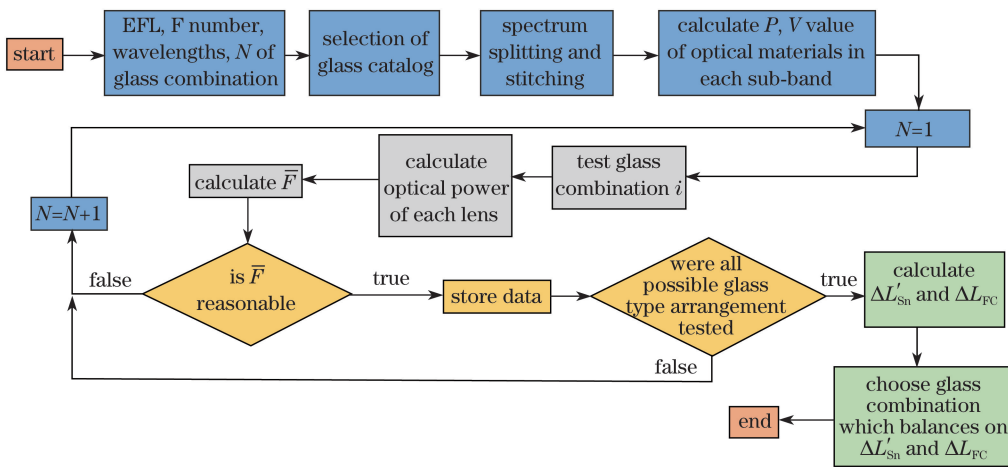 start
EFL, F number,
wavelengths, N of
glass combination
selection of
glass catalog
spectrum
splitting and
stitching
calculate P, V value
of optical materials in
each sub-band
N=1
test glass
combination i
calculate
optical power
of each lens
calculate F̅
N=N+1
is F̅
reasonable
false
true
store data
were all
possible glass
type arrangement
tested
true
false
calculate
ΔL′Sn and ΔLFC
choose glass
combination
which balances on
ΔL′Sn and ΔLFC
end